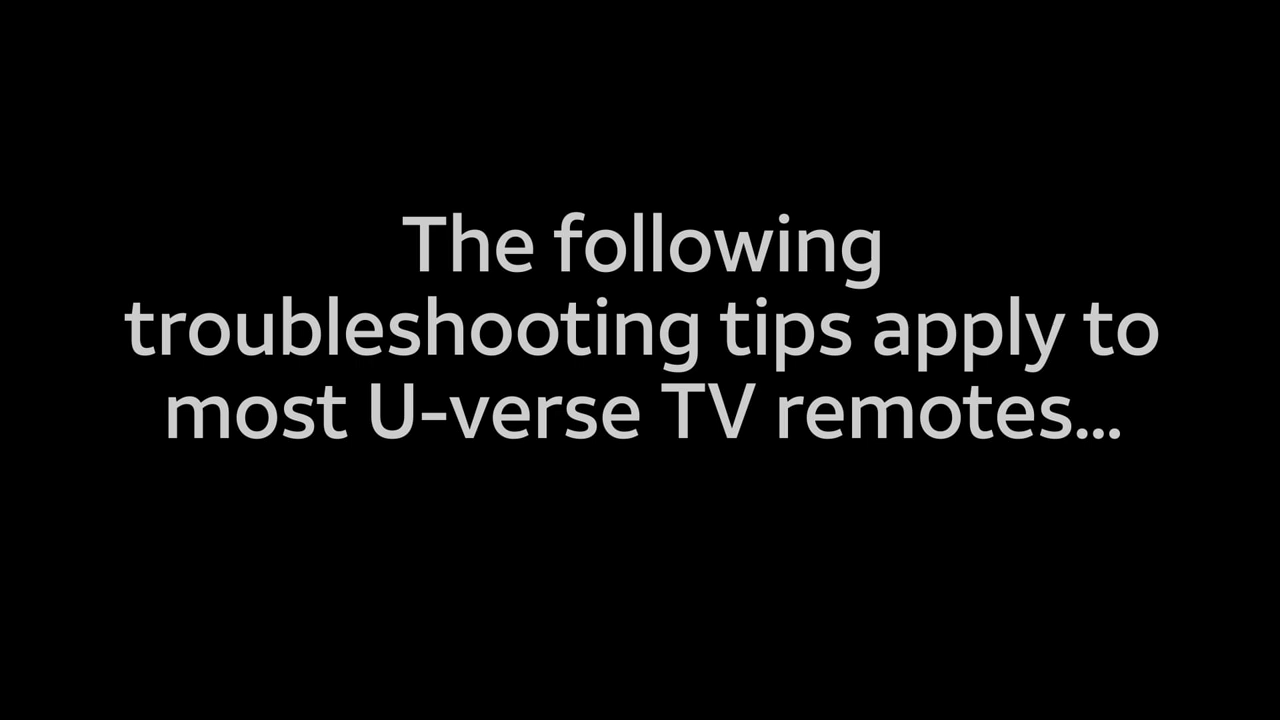 The following
troubleshooting tips apply to
most U-verse TV remotes...